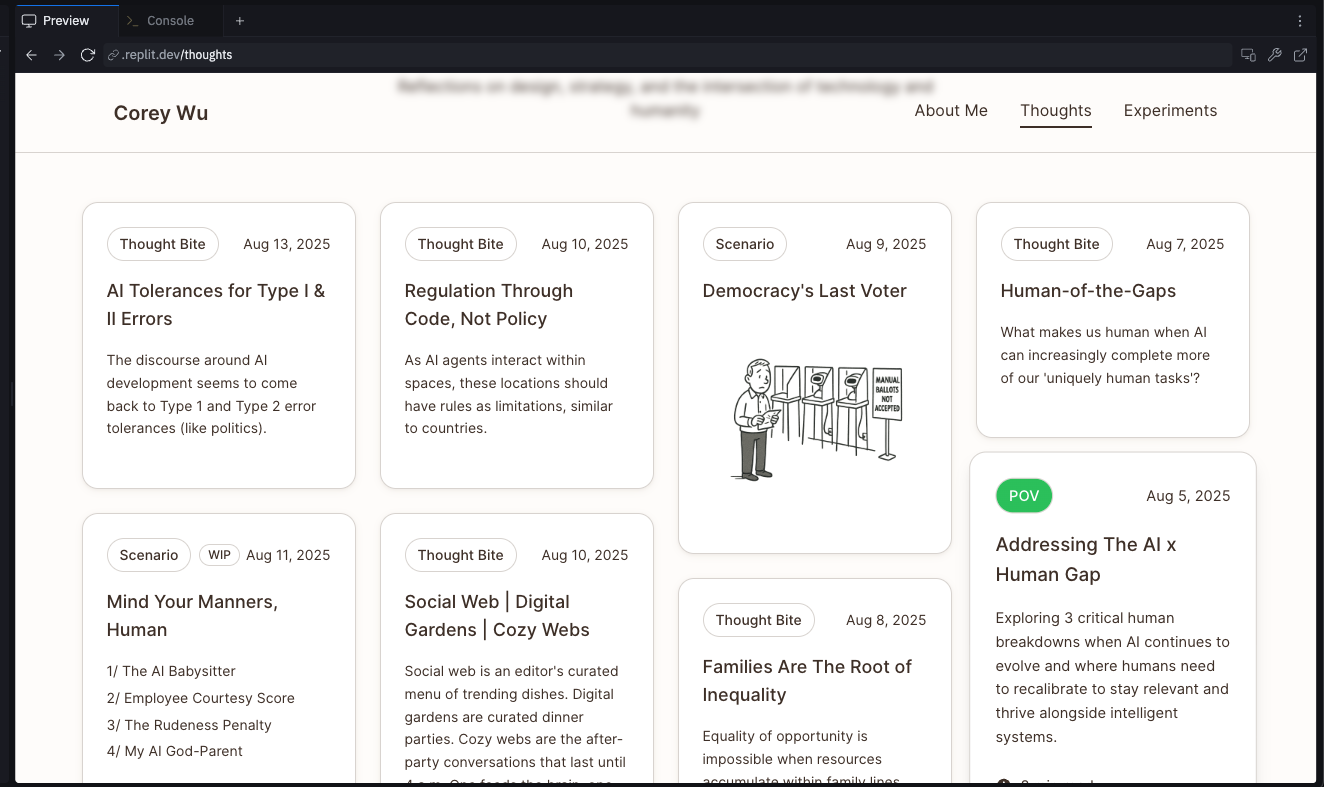 Preview
Console
.replit.dev/thoughts
Reflections on design, strategy, and the intersection of technology and
humanity
Corey Wu
About Me
Thoughts
Experiments
Thought Bite
Aug 13, 2025
AI Tolerances for Type I &
II Errors
The discourse around AI
development seems to come
back to Type 1 and Type 2 error
tolerances (like politics).
Scenario
WIP
Aug 11, 2025
Mind Your Manners,
Human
1/ The AI Babysitter
2/ Employee Courtesy Score
3/ The Rudeness Penalty
4/ My AI God-Parent
Thought Bite
Aug 10, 2025
Regulation Through
Code, Not Policy
As AI agents interact within
spaces, these locations should
have rules as limitations, similar
to countries.
Thought Bite
Aug 10, 2025
Social Web | Digital
Gardens | Cozy Webs
Social web is an editor's curated
menu of trending dishes. Digital
gardens are curated dinner
parties. Cozy webs are the after-
party conversations that last until
Scenario
Aug 9, 2025
Democracy's Last Voter
MANUAL
BALLOTS
NOT
ACCEPTED
Thought Bite
Aug 8, 2025
Families Are The Root of
Inequality
Equality of opportunity is
impossible when resources
accumulate within family lines
Thought Bite
Aug 7, 2025
Human-of-the-Gaps
What makes us human when AI
can increasingly complete more
of our 'uniquely human tasks'?
POV
Aug 5, 2025
Addressing The AI x
Human Gap
Exploring 3 critical human
breakdowns when AI continues to
evolve and where humans need
to recalibrate to stay relevant and
thrive alongside intelligent
systems.